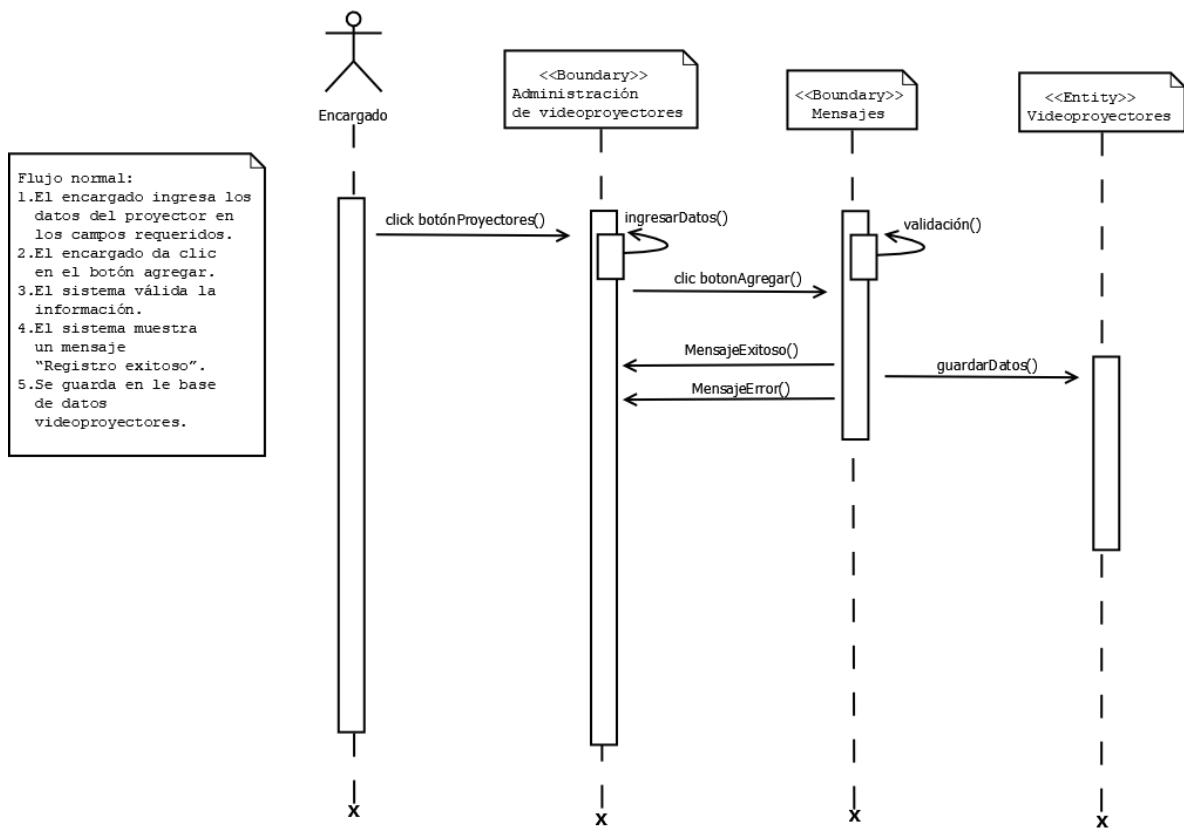 Encargado
<<Boundary>>
Administración
de videoproyectores
<<Boundary>>
Mensajes
<<Entity>>
Videoproyectores
Flujo normal:
1.El encargado ingresa los
datos del proyector en
los campos requeridos.
2.El encargado da clic
en el botón agregar.
3.El sistema válida la
información.
4.El sistema muestra
un mensaje
“Registro exitoso”.
5.Se guarda en le base
de datos
videoproyectores.
click botónProyectores()
ingresarDatos()
validación()
clic botonAgregar()
MensajeExitoso()
guardarDatos()
MensajeError()
x
x
x
x